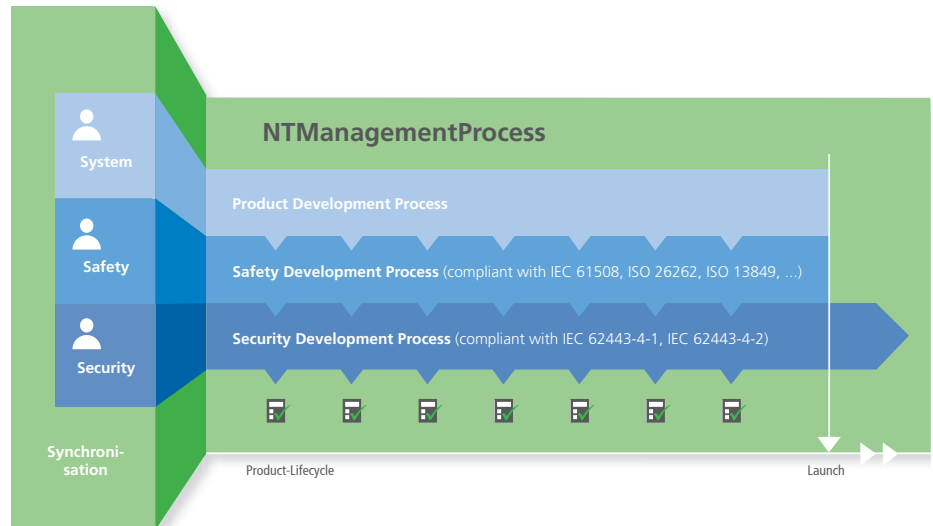 NTManagementProcess
System
Product Development Process
Safety
Safety Development Process (compliant with IEC 61508, ISO 26262, ISO 13849, ...)
Security
Security Development Process (compliant with IEC 62443-4-1, IEC 62443-4-2)
Synchroni-
sation
Product-Lifecycle
Launch